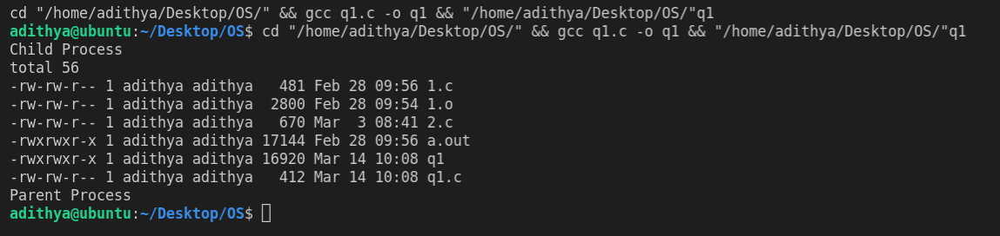 cd "/home/adithya/Desktop/OS/" && gcc q1.c -o q1 && "/home/adithya/Desktop/OS/"q1
adithya@ubuntu:~/Desktop/OS$ cd "/home/adithya/Desktop/OS/" && gcc q1.c -o q1 && "/home/adithya/Desktop/OS/"q1
Child Process
total 56
-rw-rw-r-- 1 adithya adithya   481 Feb 28 09:56 1.c
-rw-rw-r-- 1 adithya adithya  2800 Feb 28 09:54 1.o
-rw-rw-r-- 1 adithya adithya   670 Mar  3 08:41 2.c
-rwxrwxr-x 1 adithya adithya 17144 Feb 28 09:56 a.out
-rwxrwxr-x 1 adithya adithya 16920 Mar 14 10:08 q1
-rw-rw-r-- 1 adithya adithya   412 Mar 14 10:08 q1.c
Parent Process
adithya@ubuntu:~/Desktop/OS$